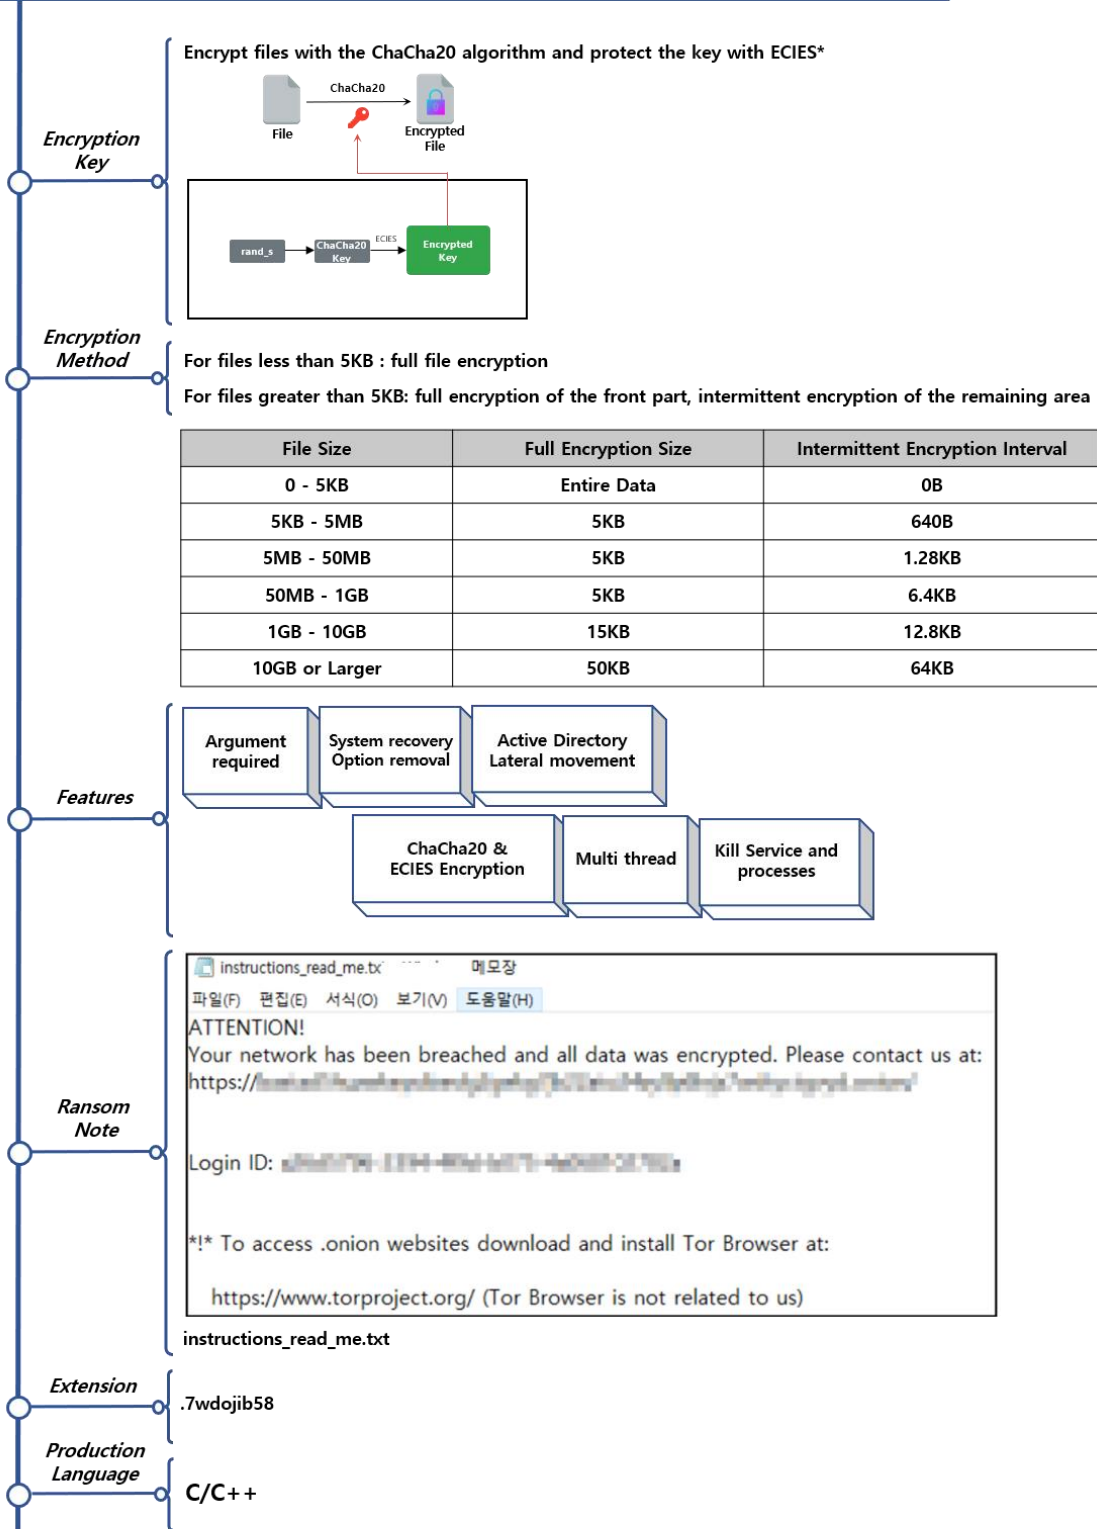 Encrypt files with the ChaCha20 algorithm and protect the key with ECIES*
ChaCha20
File
Encrypted
File
Encryption
Key
rand_s
ChaCha20
Key
ECIES
Encrypted
Key
Encryption
Method
For files less than 5KB : full file encryption
For files greater than 5KB: full encryption of the front part, intermittent encryption of the remaining area
File Size Full Encryption Size Intermittent Encryption Interval
0 - 5KB Entire Data 0B
5KB - 5MB 5KB 640B
5MB - 50MB 5KB 1.28KB
50MB - 1GB 5KB 6.4KB
1GB - 10GB 15KB 12.8KB
10GB or Larger 50KB 64KB
Features
Argument
required
System recovery
Option removal
Active Directory
Lateral movement
ChaCha20 &
ECIES Encryption
Multi thread
Kill Service and
processes
Ransom
Note
instructions_read_me.tx 메모장
파일(F) 편집(E) 서식(O) 보기(V) 도움말(H)
ATTENTION!
Your network has been breached and all data was encrypted. Please contact us at:
https://
Login ID:
*!* To access .onion websites download and install Tor Browser at:
https://www.torproject.org/ (Tor Browser is not related to us)
instructions_read_me.txt
Extension
.7wdojib58
Production
Language
C/C++